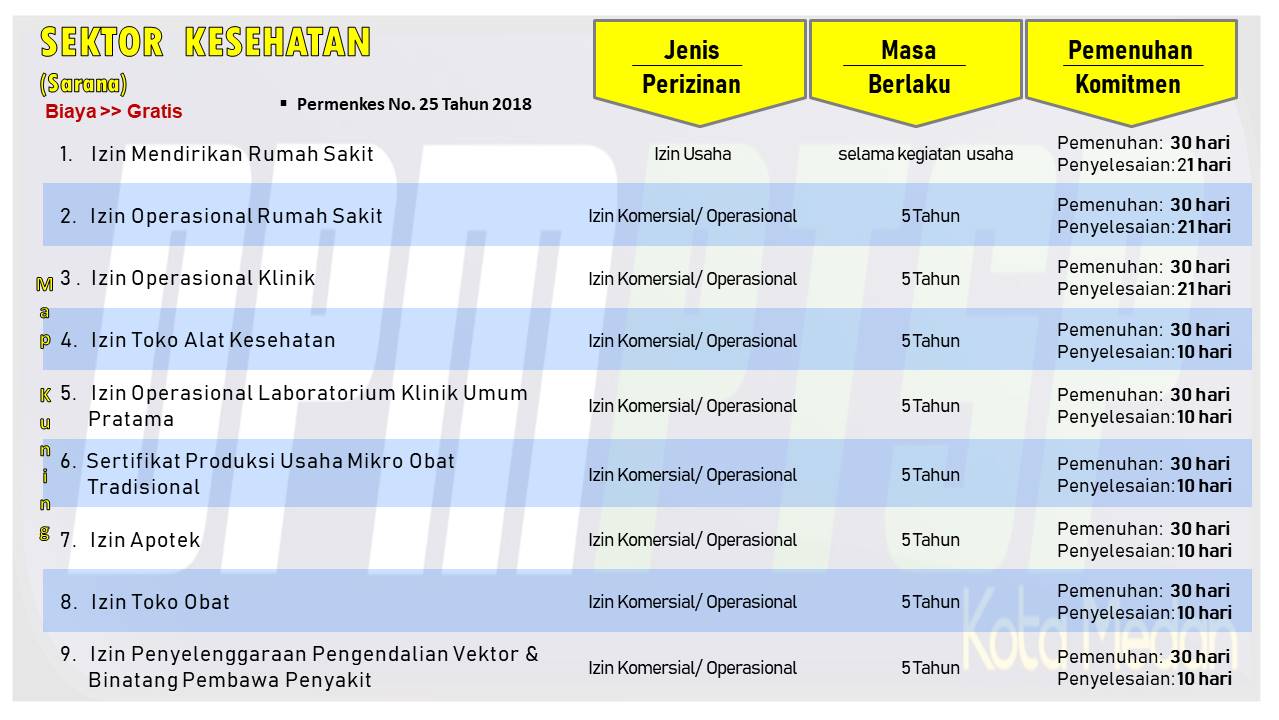 SEKTOR KESEHATAN
(Sarana)
Biaya >> Gratis
▪ Permenkes No. 25 Tahun 2018
Jenis
Perizinan
Masa
Berlaku
Pemenuhan
Komitmen
1. Izin Mendirikan Rumah Sakit
Izin Usaha
selama kegiatan usaha
Pemenuhan: 30 hari
Penyelesaian: 21 hari
2. Izin Operasional Rumah Sakit
Izin Komersial/ Operasional
5 Tahun
Pemenuhan: 30 hari
Penyelesaian: 21 hari
3 . Izin Operasional Klinik
Izin Komersial/ Operasional
5 Tahun
Pemenuhan: 30 hari
Penyelesaian: 21 hari
4. Izin Toko Alat Kesehatan
Izin Komersial/ Operasional
5 Tahun
Pemenuhan: 30 hari
Penyelesaian: 10 hari
5. Izin Operasional Laboratorium Klinik Umum
Pratama
Izin Komersial/ Operasional
5 Tahun
Pemenuhan: 30 hari
Penyelesaian: 10 hari
6. Sertifikat Produksi Usaha Mikro Obat
Tradisional
Izin Komersial/ Operasional
5 Tahun
Pemenuhan: 30 hari
Penyelesaian: 10 hari
7. Izin Apotek
Izin Komersial/ Operasional
5 Tahun
Pemenuhan: 30 hari
Penyelesaian: 10 hari
8. Izin Toko Obat
Izin Komersial/ Operasional
5 Tahun
Pemenuhan: 30 hari
Penyelesaian: 10 hari
9. Izin Penyelenggaraan Pengendalian Vektor &
Binatang Pembawa Penyakit
Izin Komersial/ Operasional
5 Tahun
Pemenuhan: 30 hari
Penyelesaian: 10 hari
Map Kuning
DPMPTSP
Kota Medan